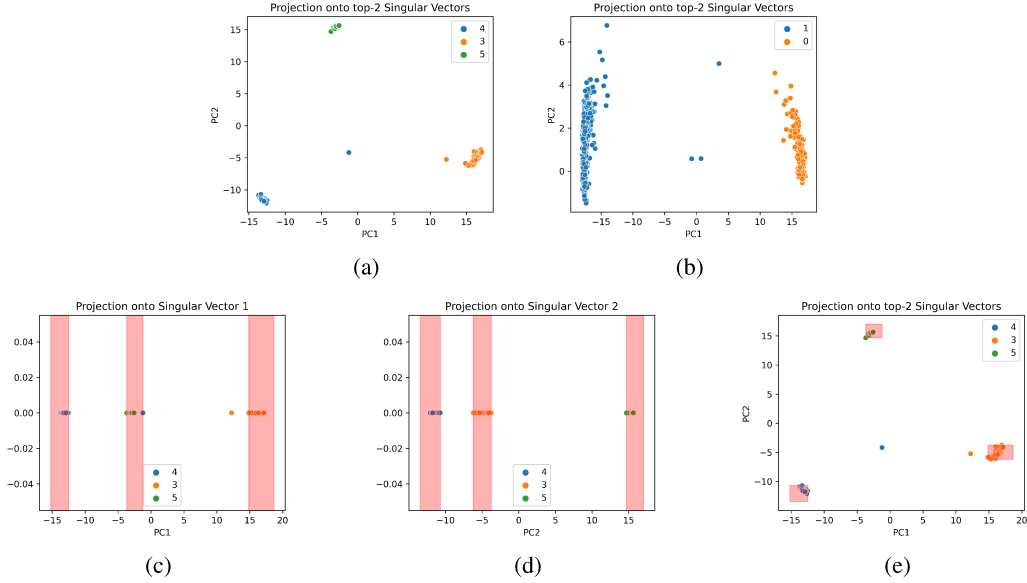 Projection onto top-2 Singular Vectors
15
10
5
0
−5
−10
PC2
−15 −10 −5 0 5 10 15
PC1
4
3
5
(a)
Projection onto top-2 Singular Vectors
6
4
2
0
PC2
−15 −10 −5 0 5 10 15
PC1
1
0
(b)
Projection onto Singular Vector 1
0.04
0.02
0.00
−0.02
−0.04
4
3
5
−15 −10 −5 0 5 10 15 20
PC1
(c)
Projection onto Singular Vector 2
0.04
0.02
0.00
−0.02
−0.04
4
3
5
−10 −5 0 5 10 15
PC2
(d)
Projection onto top-2 Singular Vectors
15
10
5
0
−5
−10
PC2
4
3
5
−15 −10 −5 0 5 10 15 20
PC1
(e)